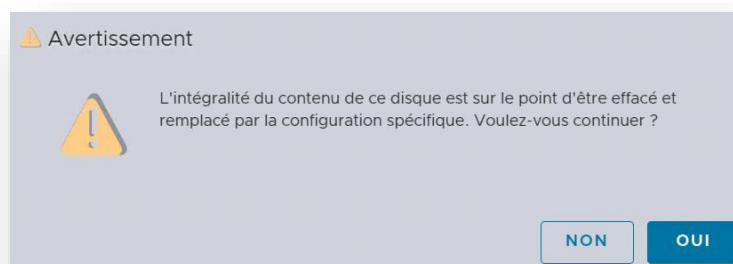 Avertissement
L'intégralité du contenu de ce disque est sur le point d'être effacé et
remplacé par la configuration spécifique. Voulez-vous continuer ?
NON
OUI